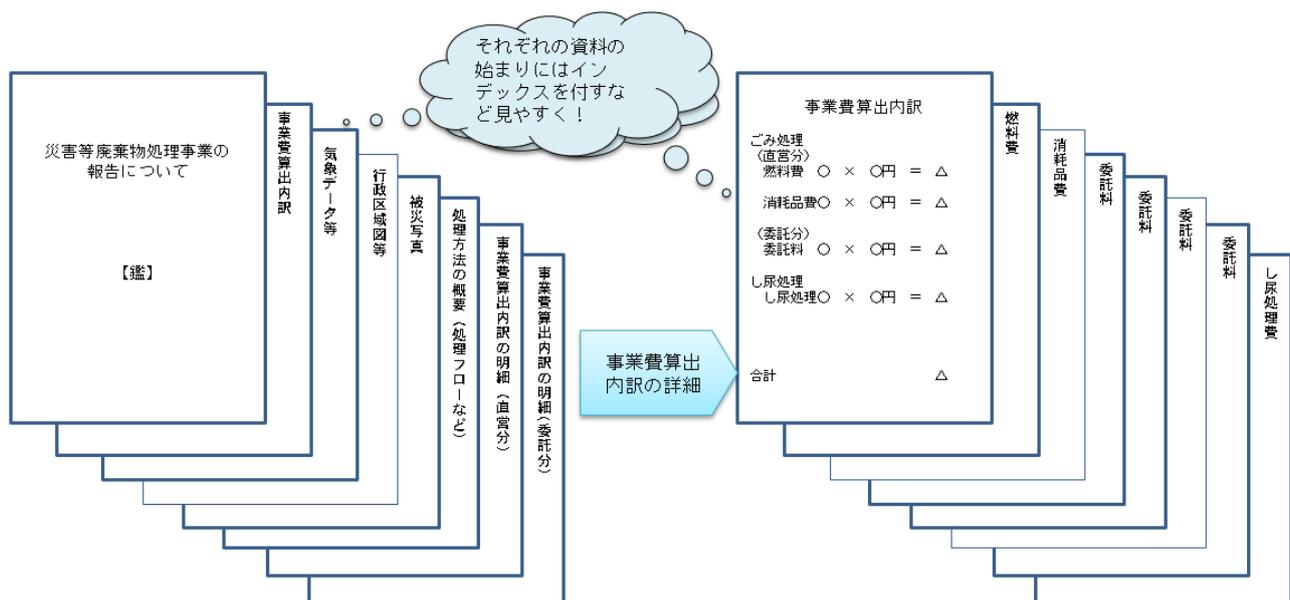 それぞれの資料の
始まりにはイン
デックスを付すな
ど見やすく！
災害等廃棄物処理事業の
報告について
【鑑】
事業費算出内訳
気象データ等
行政区域図等
被災写真
処理方法の概要（処理フローなど）
事業費算出内訳の明細（直営分）
事業費算出内訳の明細（委託分）
事業費算出
内訳の詳細
事業費算出内訳
ごみ処理
（直営分）
燃料費 〇 × 〇円 ＝ △
消耗品費〇 × 〇円 ＝ △
（委託分）
委託料 〇 × 〇円 ＝ △
し尿処理
し尿処理〇 × 〇円 ＝ △
合計 △
燃料費
消耗品費
委託料
委託料
委託料
委託料
し尿処理費